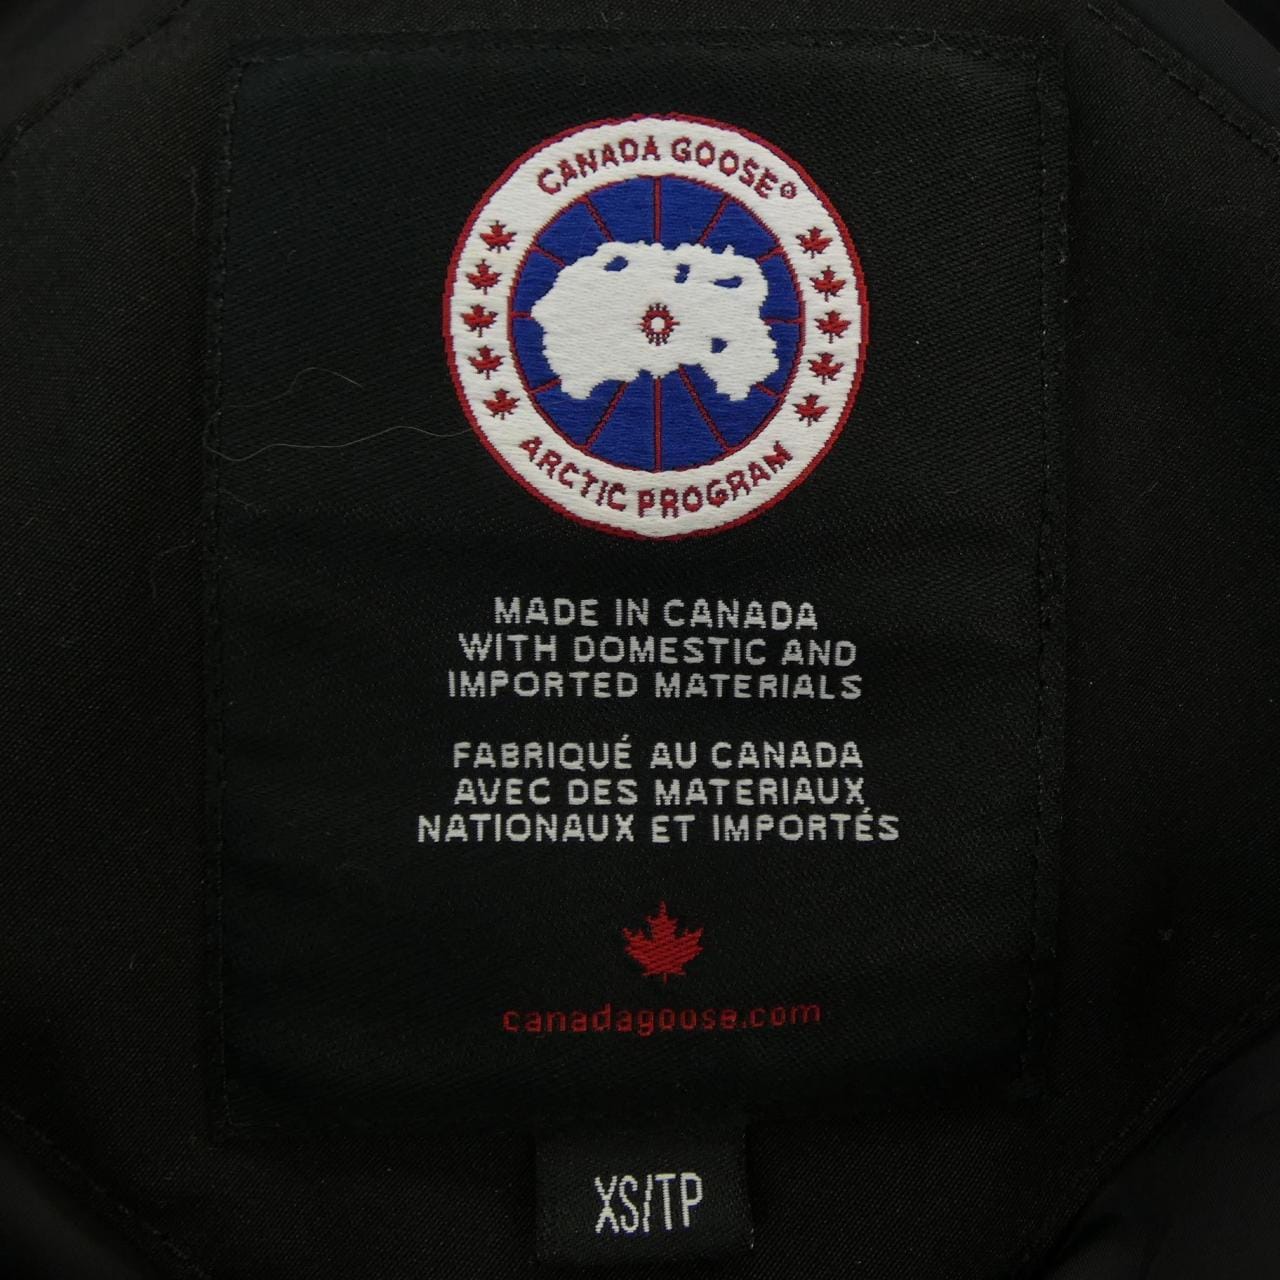 CANADA GOOSE®
ARCTIC PROGRAM
MADE IN CANADA
WITH DOMESTIC AND
IMPORTED MATERIALS
FABRIQUÉ AU CANADA
AVEC DES MATERIAUX
NATIONAUX ET IMPORTÉS
canadagoose.com
XS/TP